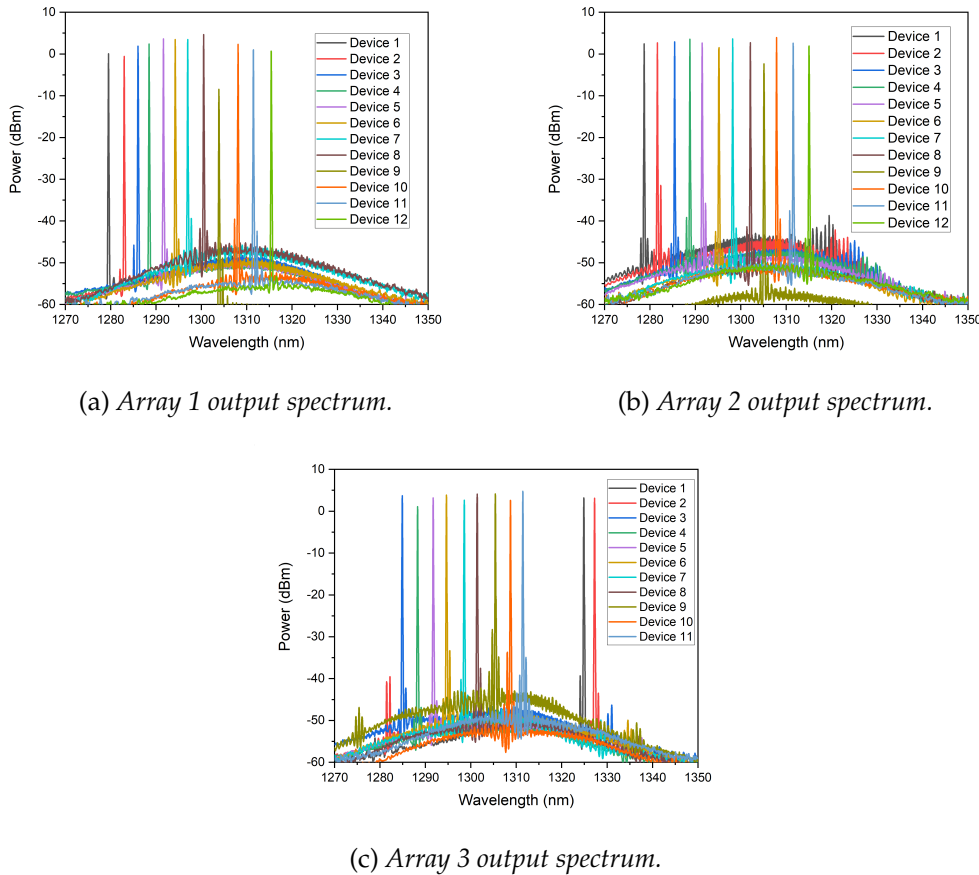 10
0
-10
-20
-30
-40
-50
-60
Power (dBm)
1270 1280 1290 1300 1310 1320 1330 1340 1350
Wavelength (nm)
Device 1
Device 2
Device 3
Device 4
Device 5
Device 6
Device 7
Device 8
Device 9
Device 10
Device 11
Device 12
(a) Array 1 output spectrum.
10
0
-10
-20
-30
-40
-50
-60
Power (dBm)
1270 1280 1290 1300 1310 1320 1330 1340 1350
Wavelength (nm)
Device 1
Device 2
Device 3
Device 4
Device 5
Device 6
Device 7
Device 8
Device 9
Device 10
Device 11
Device 12
(b) Array 2 output spectrum.
10
0
-10
-20
-30
-40
-50
-60
Power (dBm)
1270 1280 1290 1300 1310 1320 1330 1340 1350
Wavelength (nm)
Device 1
Device 2
Device 3
Device 4
Device 5
Device 6
Device 7
Device 8
Device 9
Device 10
Device 11
(c) Array 3 output spectrum.